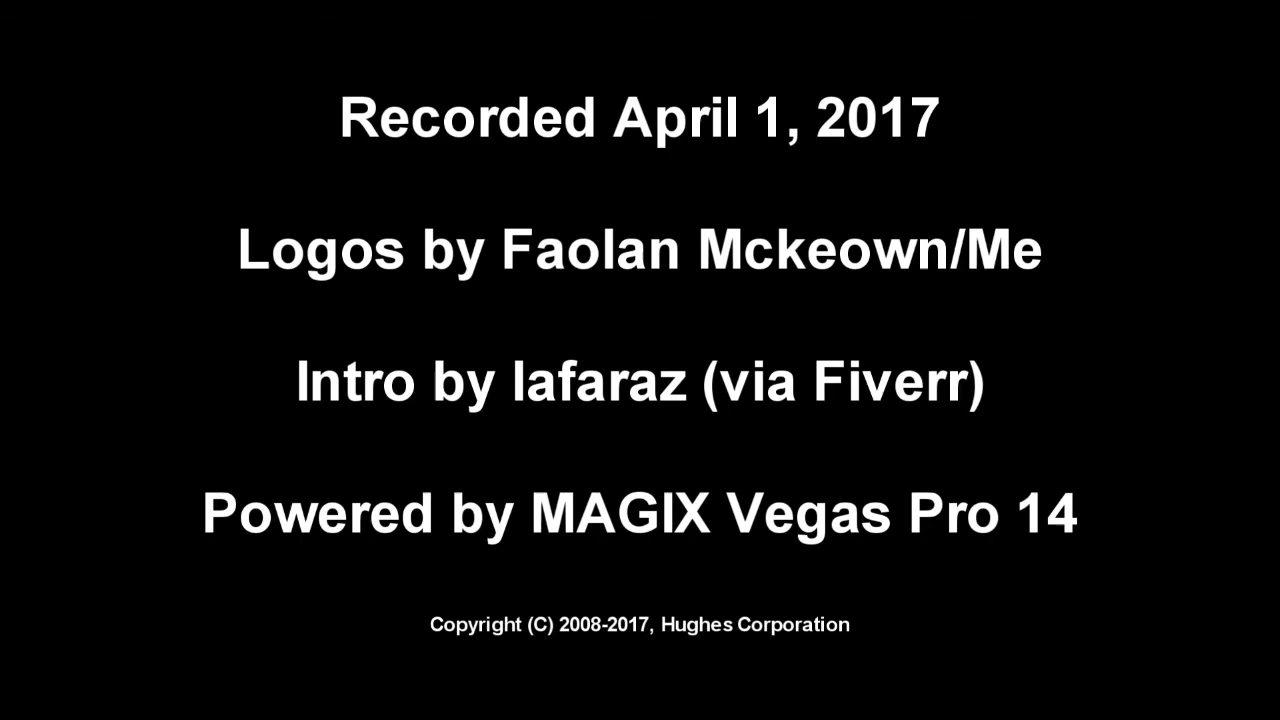 Recorded April 1, 2017
Logos by Faolan Mckeown/Me
Intro by lafaraz (via Fiverr)
Powered by MAGIX Vegas Pro 14
Copyright (C) 2008-2017, Hughes Corporation